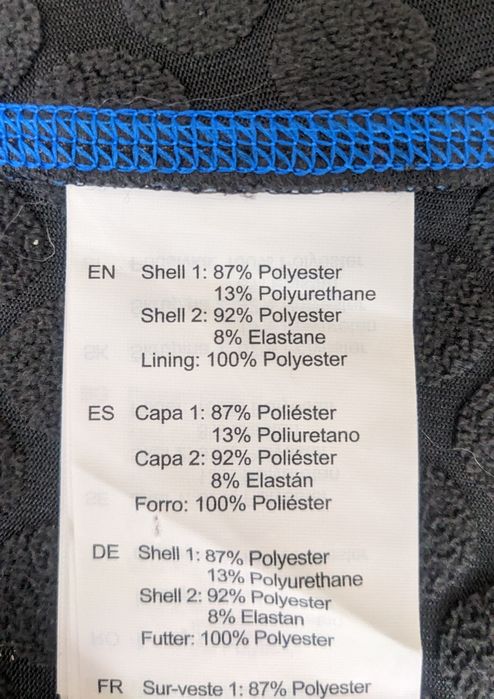 EN Shell 1: 87% Polyester
13% Polyurethane
Shell 2: 92% Polyester
8% Elastane
Lining: 100% Polyester
ES Capa 1: 87% Poliéster
13% Poliuretano
Capa 2: 92% Poliéster
8% Elastán
Forro: 100% Poliéster
DE Shell 1: 87% Polyester
13% Polyurethane
Shell 2: 92% Polyester
8% Elastan
Futter: 100% Polyester
FR Sur-veste 1: 87% Polyester